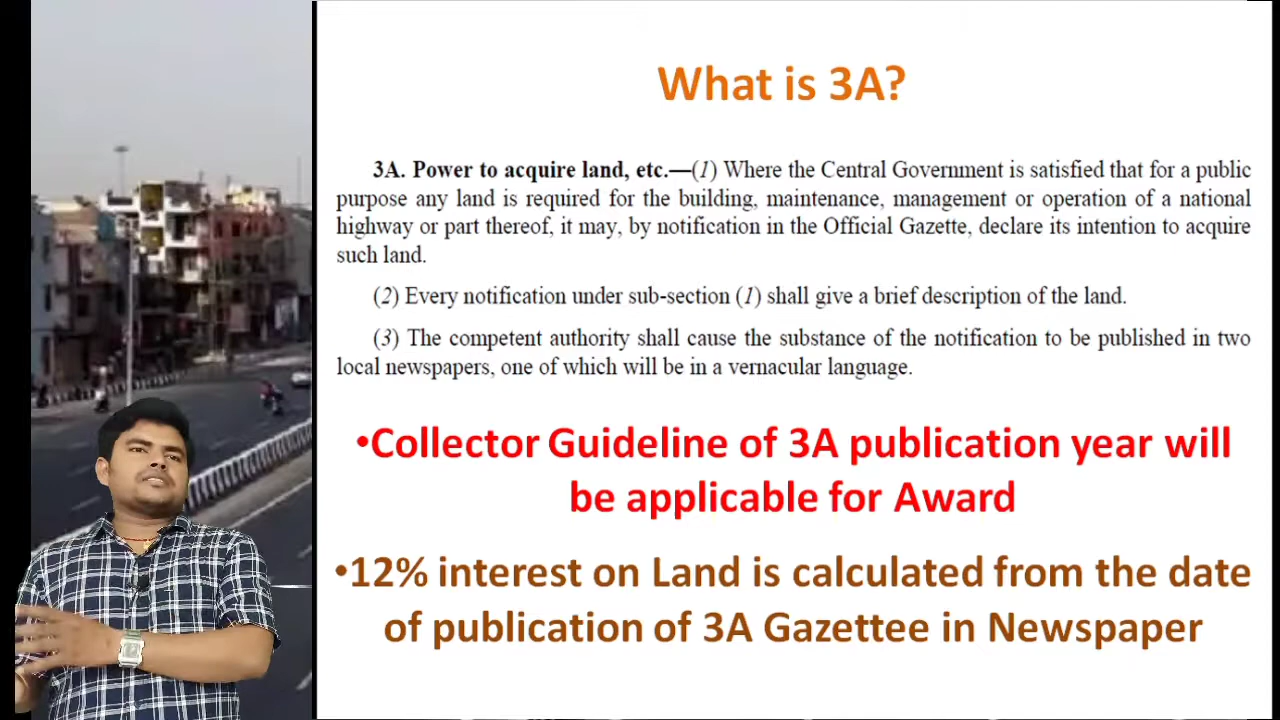 What is 3A?
3A. Power to acquire land, etc.—(1) Where the Central Government is satisfied that for a public
purpose any land is required for the building, maintenance, management or operation of a national
highway or part thereof, it may, by notification in the Official Gazette, declare its intention to acquire
such land.
(2) Every notification under sub-section (1) shall give a brief description of the land.
(3) The competent authority shall cause the substance of the notification to be published in two
local newspapers, one of which will be in a vernacular language.
•Collector Guideline of 3A publication year will
be applicable for Award
•12% interest on Land is calculated from the date
of publication of 3A Gazettee in Newspaper